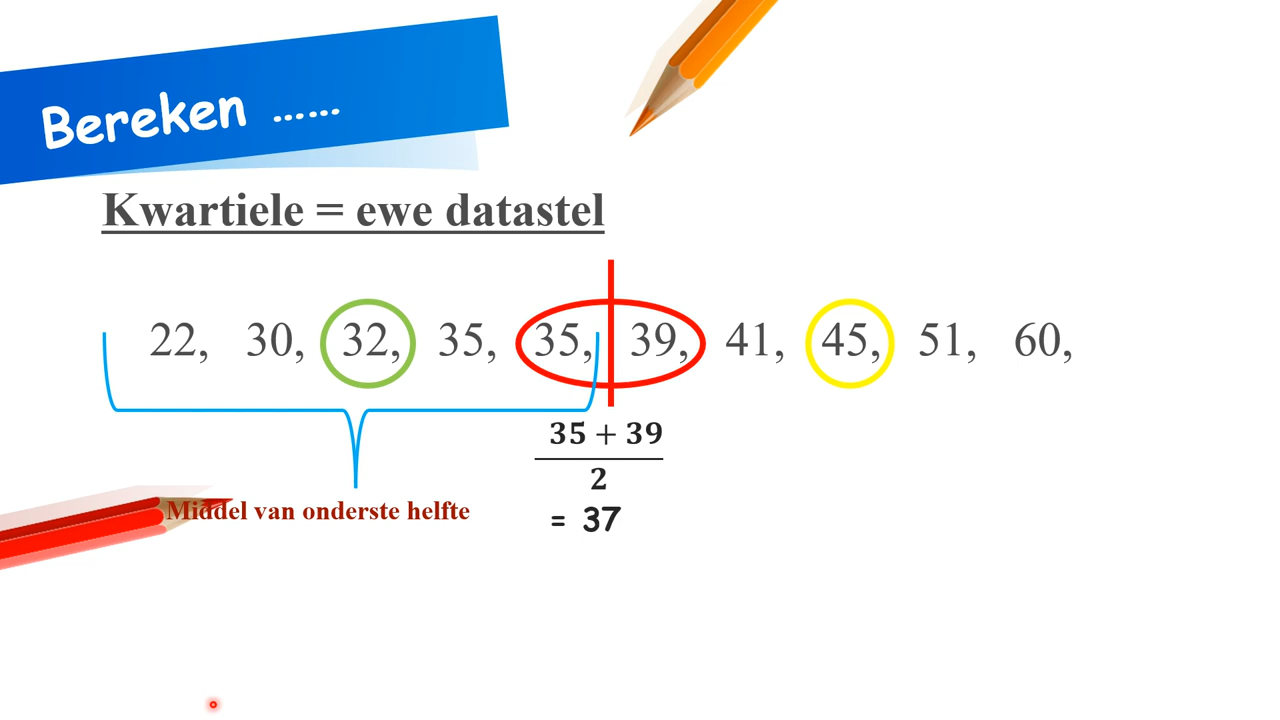 Bereken ......
Kwartiele = ewe datastel
22, 30, 32, 35, 35, 39, 41, 45, 51, 60,
35 + 39
2
= 37
Middel van onderste helfte